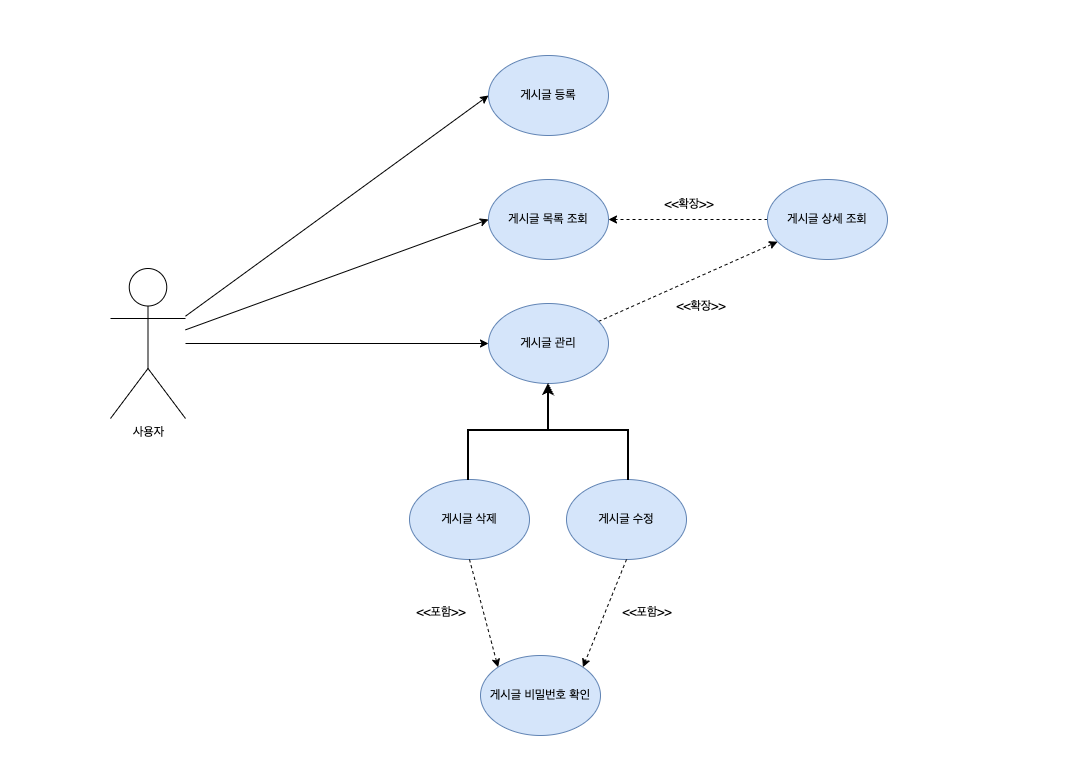 게시글 등록
<<확장>>
게시글 목록 조회
게시글 상세 조회
<<확장>>
게시글 관리
사용자
게시글 삭제
게시글 수정
<<포함>>
<<포함>>
게시글 비밀번호 확인